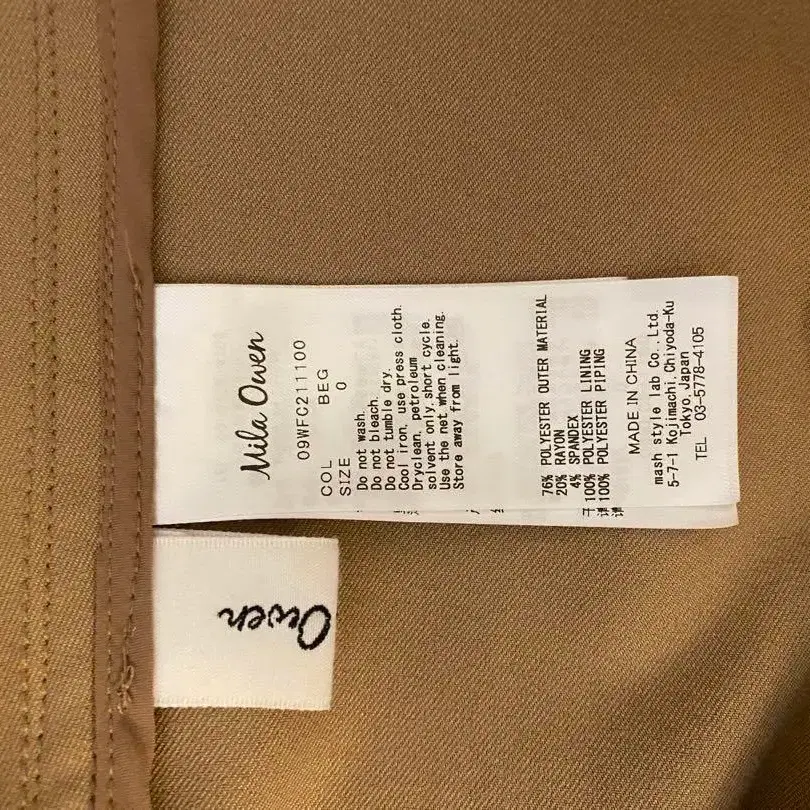 Mila Owen
09WFC211100
COL BEG
SIZE 0
Do not wash.
Do not bleach.
Do not tumble dry.
Cool iron, use press cloth.
Dryclean, petroleum
solvent only,short cycle.
Use the net when cleaning.
Store away from light.
76% POLYESTER OUTER MATERIAL
20% RAYON
4% SPANDEX
100% POLYESTER LINING
100% POLYESTER PIPING
MADE IN CHINA
mash style lab Co.,Ltd.
5-7-1 Kojimachi,Chiyoda-Ku
Tokyo,Japan
TEL 03-5778-4105
Owen